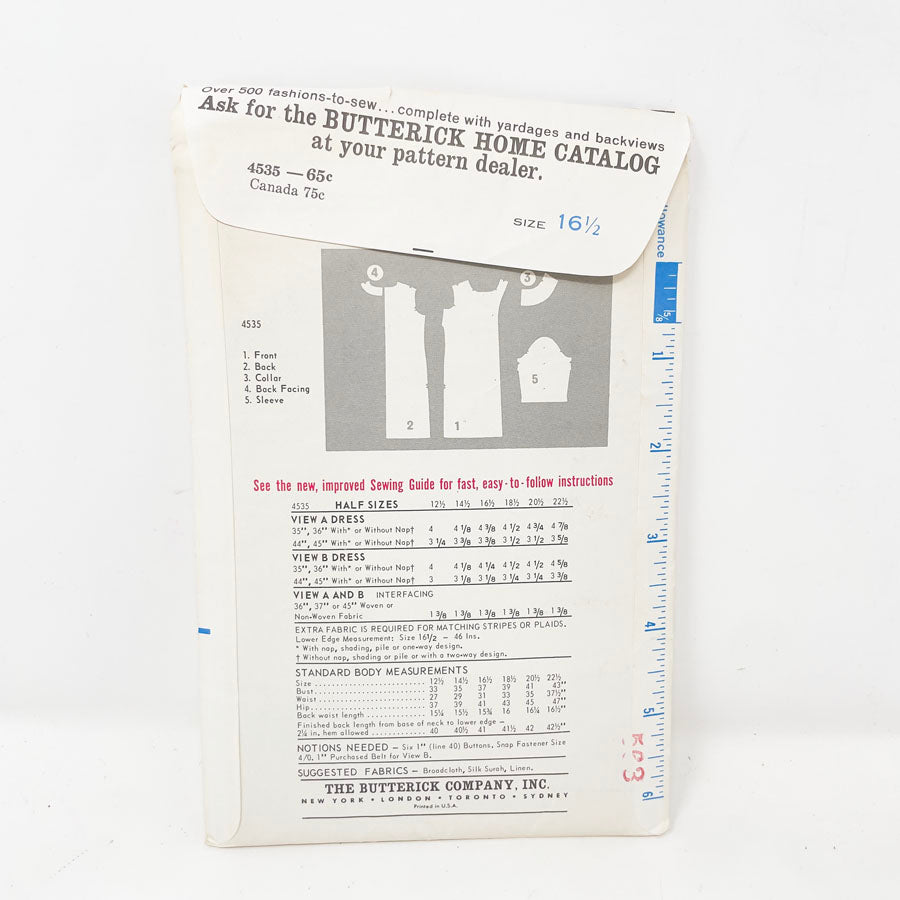 Over 500 fashions-to-sew... complete with yardages and backviews
Ask for the BUTTERICK HOME CATALOG
at your pattern dealer.
4535 — 65c
Canada 75c
SIZE 16½
4535
1. Front
2. Back
3. Collar
4. Back Facing
5. Sleeve
4
3
5
2
1
See the new, improved Sewing Guide for fast, easy-to-follow instructions
4535 HALF SIZES 12½ 14½ 16½ 18½ 20½ 22½
VIEW A DRESS
35", 36" With* or Without Nap† 4 4 1/8 4 3/8 4 1/2 4 3/4 4 7/8
44", 45" With* or Without Nap† 3 1/4 3 3/8 3 3/8 3 1/2 3 1/2 3 5/8
VIEW B DRESS
35", 36" With* or Without Nap† 4 4 1/8 4 1/4 4 1/2 4 1/2 4 5/8
44", 45" With* or Without Nap† 3 3 1/8 3 1/8 3 1/4 3 1/4 3 3/8
VIEW A AND B INTERFACING
36", 37" or 45" Woven or
Non-Woven Fabric 1 3/8 1 3/8 1 3/8 1 3/8 1 3/8 1 3/8
EXTRA FABRIC IS REQUIRED FOR MATCHING STRIPES OR PLAIDS.
Lower Edge Measurement: Size 16½ – 46 Ins.
* With nap, shading, pile or one-way design.
† Without nap, shading or pile or with a two-way design.
STANDARD BODY MEASUREMENTS
Size 12½ 14½ 16½ 18½ 20½ 22½
Bust 33 35 37 39 41 43"
Waist 27 29 31 33 35 37½"
Hip 37 39 41 43 45 47"
Back waist length 15¼ 15½ 15¾ 16 16¼ 16½"
Finished back length from base of neck to lower edge –
2¼ in. hem allowed 40 40½ 41 41½ 42 42½"
NOTIONS NEEDED – Six 1" (line 40) Buttons, Snap Fastener Size
4/0, 1" Purchased Belt for View B.
SUGGESTED FABRICS – Broadcloth, Silk Surah, Linen.
THE BUTTERICK COMPANY, INC.
NEW YORK • LONDON • TORONTO • SYDNEY
Printed in U.S.A.
llowance
5/8
1
2
3
4
5
6